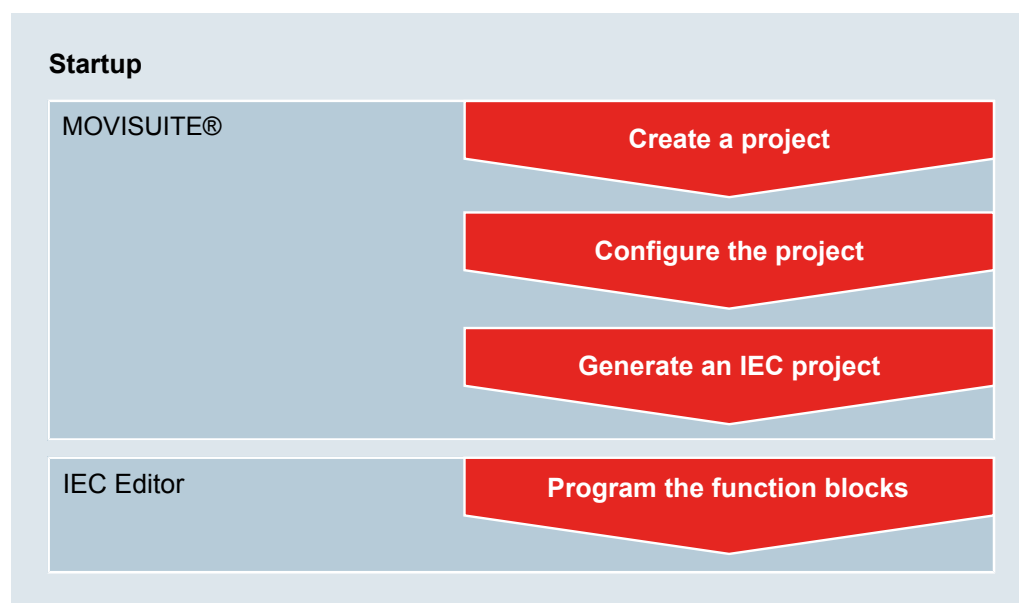 Startup
MOVISUITE®
Create a project
Configure the project
Generate an IEC project
IEC Editor
Program the function blocks